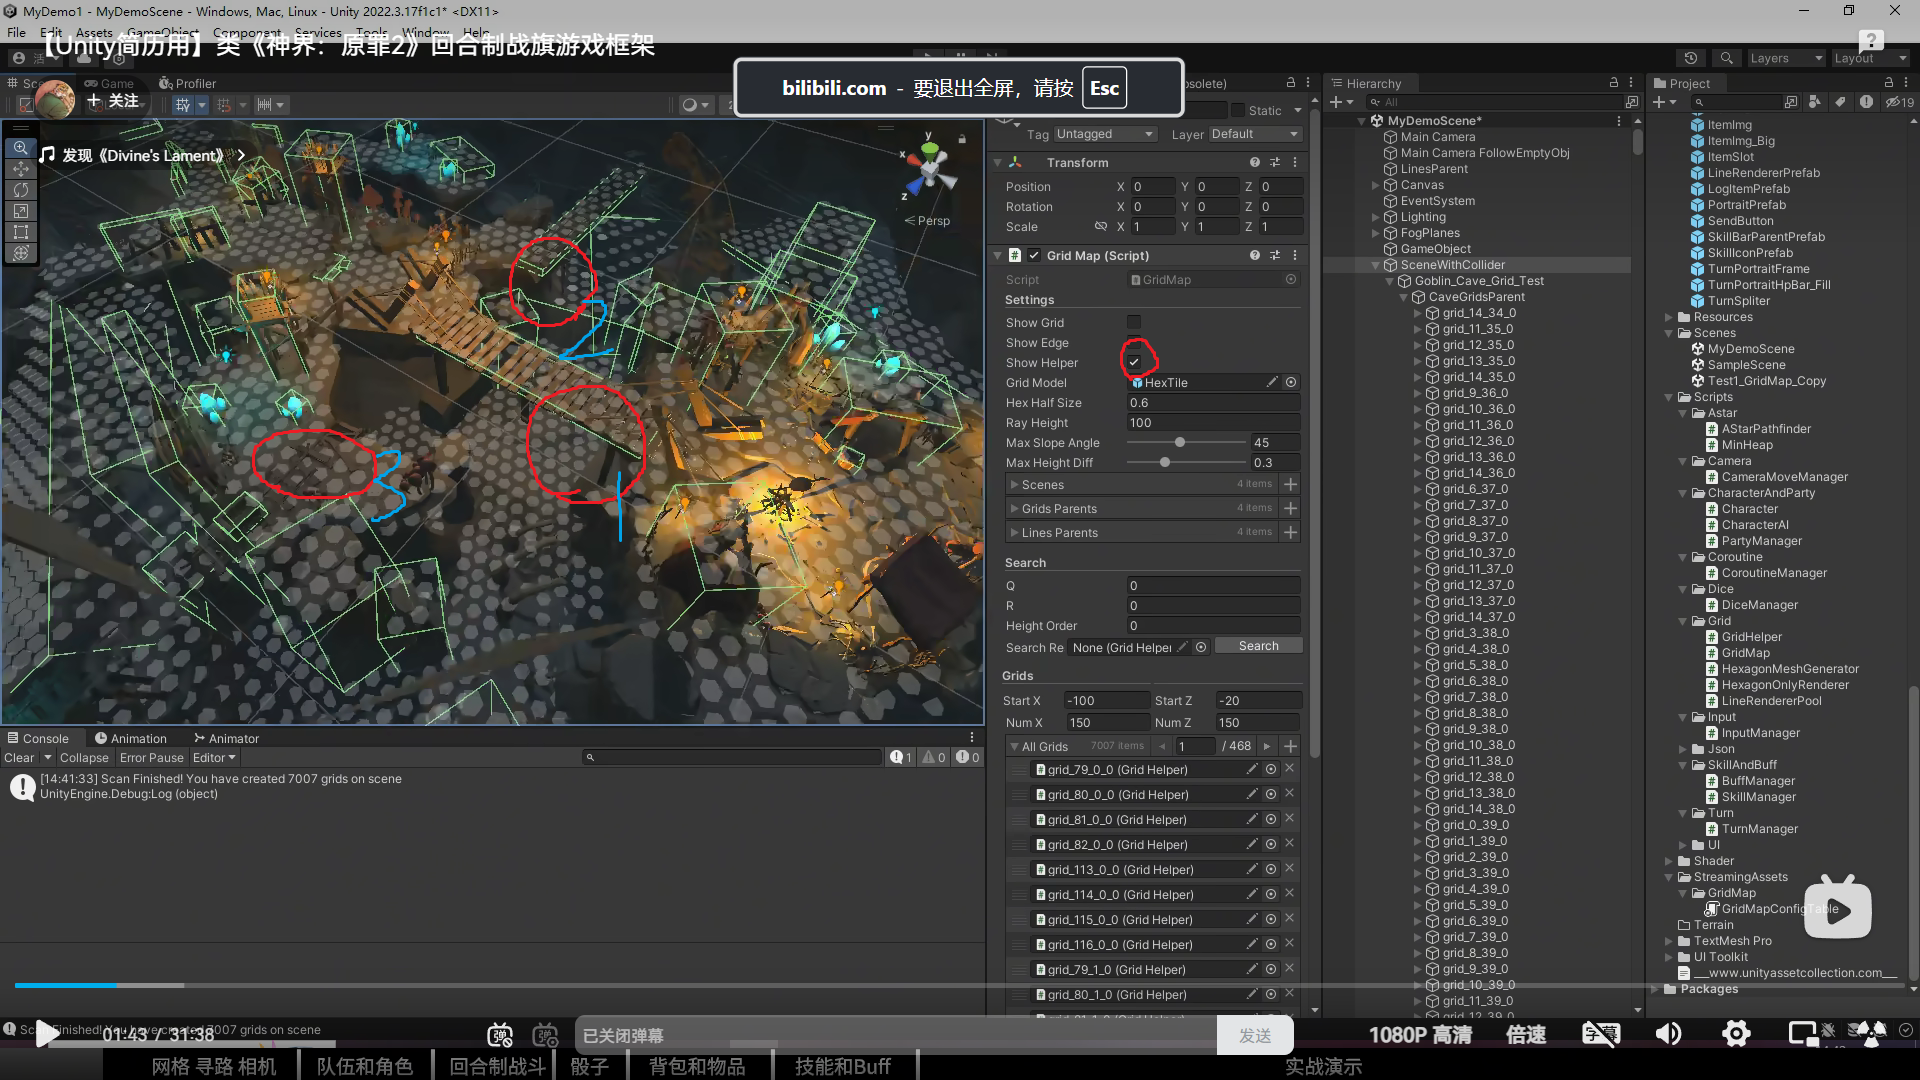 MyDemo1 - MyDemoScene - Windows, Mac, Linux - Unity 2022.3.17f1c1* <DX11>
File Edit Assets GameObject Component Services Tools Window Help
【Unity简历用】类《神界：原罪2》回合制战旗游戏框架
Layers
Layout
Game
Profiler
+ 关注
bilibili.com - 要退出全屏，请按 Esc
发现《Divine's Lament》 >
Persp
y
x
z
1
2
3
Static
Tag Untagged Layer Default
Transform
Position X 0 Y 0 Z 0
Rotation X 0 Y 0 Z 0
Scale X 1 Y 1 Z 1
Grid Map (Script)
Script GridMap
Settings
Show Grid
Show Edge
Show Helper
Grid Model HexTile
Hex Half Size 0.6
Ray Height 100
Max Slope Angle 45
Max Height Diff 0.3
Scenes 4 items
Grids Parents 4 items
Lines Parents 4 items
Search
Q 0
R 0
Height Order 0
Search Re None (Grid Helper Search
Grids
Start X -100 Start Z -20
Num X 150 Num Z 150
All Grids 7007 items 1 / 468
grid_79_0_0 (Grid Helper)
grid_80_0_0 (Grid Helper)
grid_81_0_0 (Grid Helper)
grid_82_0_0 (Grid Helper)
grid_113_0_0 (Grid Helper)
grid_114_0_0 (Grid Helper)
grid_115_0_0 (Grid Helper)
grid_116_0_0 (Grid Helper)
grid_79_1_0 (Grid Helper)
grid_80_1_0 (Grid Helper)
Hierarchy
All
MyDemoScene*
Main Camera
Main Camera FollowEmptyObj
LinesParent
Canvas
EventSystem
Lighting
FogPlanes
GameObject
SceneWithCollider
Goblin_Cave_Grid_Test
CaveGridsParent
grid_14_34_0
grid_11_35_0
grid_12_35_0
grid_13_35_0
grid_14_35_0
grid_9_36_0
grid_10_36_0
grid_11_36_0
grid_12_36_0
grid_13_36_0
grid_14_36_0
grid_6_37_0
grid_7_37_0
grid_8_37_0
grid_9_37_0
grid_10_37_0
grid_11_37_0
grid_12_37_0
grid_13_37_0
grid_14_37_0
grid_3_38_0
grid_4_38_0
grid_5_38_0
grid_6_38_0
grid_7_38_0
grid_8_38_0
grid_9_38_0
grid_10_38_0
grid_11_38_0
grid_12_38_0
grid_13_38_0
grid_14_38_0
grid_0_39_0
grid_1_39_0
grid_2_39_0
grid_3_39_0
grid_4_39_0
grid_5_39_0
grid_6_39_0
grid_7_39_0
grid_8_39_0
grid_9_39_0
grid_10_39_0
grid_11_39_0
Project
19
ItemImg
ItemImg_Big
ItemSlot
LineRendererPrefab
LogItemPrefab
PortraitPrefab
SendButton
SkillBarParentPrefab
SkillIconPrefab
TurnPortraitFrame
TurnPortraitHpBar_Fill
TurnSpliter
Resources
Scenes
MyDemoScene
SampleScene
Test1_GridMap_Copy
Scripts
Astar
AStarPathfinder
MinHeap
Camera
CameraMoveManager
CharacterAndParty
Character
CharacterAI
PartyManager
Coroutine
CoroutineManager
Dice
DiceManager
Grid
GridHelper
GridMap
HexagonMeshGenerator
HexagonOnlyRenderer
LineRendererPool
Input
InputManager
Json
SkillAndBuff
BuffManager
SkillManager
Turn
TurnManager
UI
Shader
StreamingAssets
GridMap
GridMapConfigTable
Terrain
TextMesh Pro
UI Toolkit
__www.unityassetcollection.com__
Packages
Console
Animation
Animator
Clear Collapse Error Pause Editor
1 0 0
[14:41:33] Scan Finished! You have created 7007 grids on scene
UnityEngine.Debug:Log (object)
Scan Finished! You have created 7007 grids on scene
01:43 / 31:38
弹
弹
已关闭弹幕
发送
1080P 高清
倍速
字幕
网格 寻路 相机
队伍和角色
回合制战斗
骰子
背包和物品
技能和Buff
实战演示